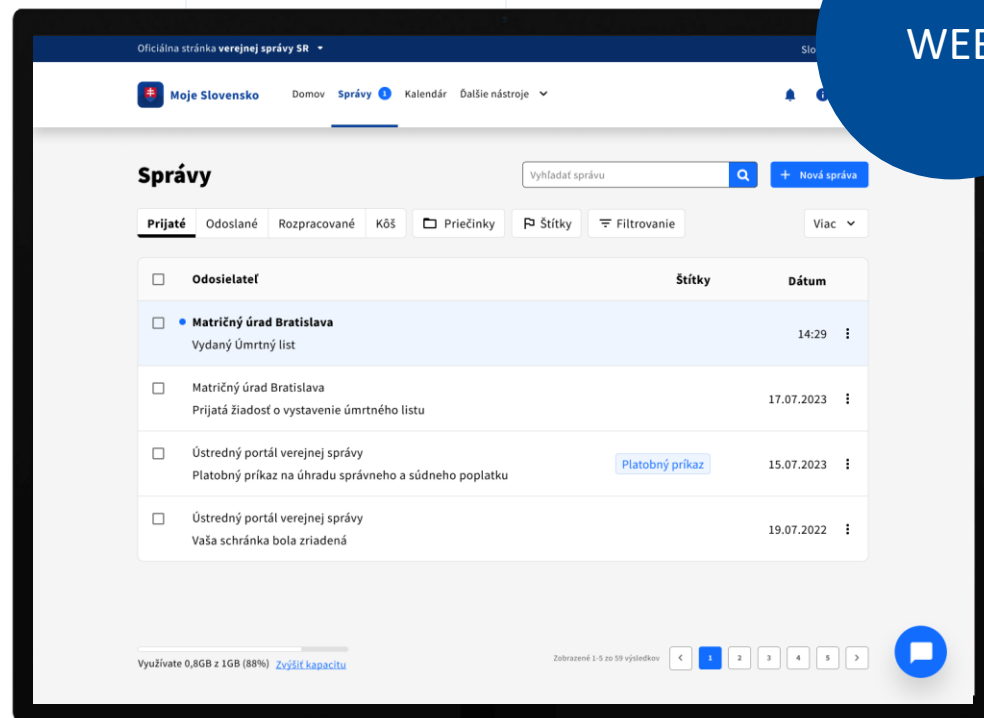 WEB
Oficiálna stránka verejnej správy SR
Moje Slovensko Domov Správy 1 Kalendár Ďalšie nástroje
Správy Vyhľadať správu + Nová správa
Prijaté Odoslané Rozpracované Kôš Priečinky Štítky Filtrovanie Viac
Odosielateľ Štítky Dátum
Matričný úrad Bratislava
Vydaný Úmrtný list 14:29
Matričný úrad Bratislava
Prijatá žiadosť o vystavenie úmrtného listu 17.07.2023
Ústredný portál verejnej správy
Platobný príkaz na úhradu správneho a súdneho poplatku Platobný príkaz 15.07.2023
Ústredný portál verejnej správy
Vaša schránka bola zriadená 19.07.2022
Využívate 0,8GB z 1GB (88%) Zvýšiť kapacitu Zobrazené 1-5 zo 59 výsledkov < 1 2 3 4 5 >